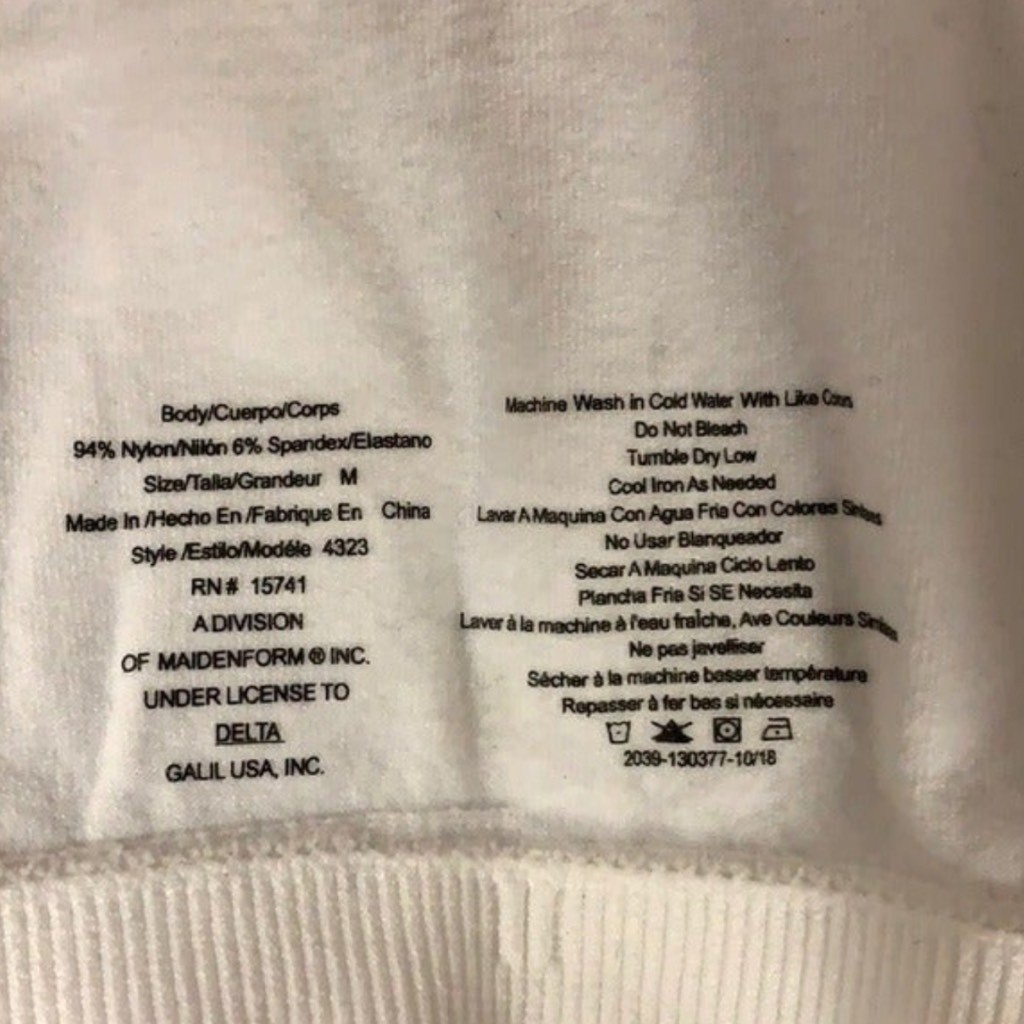 Body/Cuerpo/Corps
94% Nylon/Nilón 6% Spandex/Elastano
Size/Talla/Grandeur M
Made In /Hecho En /Fabrique En China
Style /Estilo/Modéle 4323
RN # 15741
A DIVISION
OF MAIDENFORM ® INC.
UNDER LICENSE TO
DELTA
GALIL USA, INC.
Machine Wash in Cold Water With Like
Do Not Bleach
Tumble Dry Low
Cool Iron As Needed
Lavar A Maquina Con Agua Fria Con Colores
No Usar Blanqueador
Secar A Maquina Ciclo Lento
Plancha Fria Si SE Necesita
Laver à la machine à l'eau fraîche, Ave Couleurs
Ne pas javelliser
Sécher à la machine basser température
Repasser à fer bas si nécessaire
2039-130377-10/18